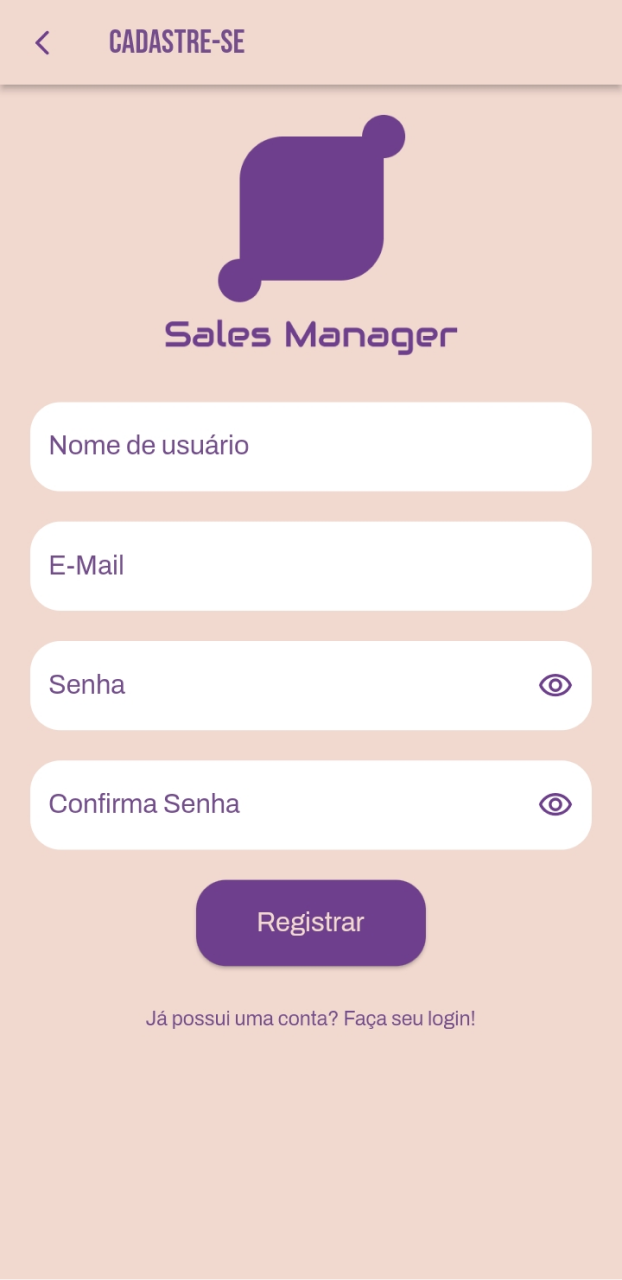 CADASTRE-SE
Sales Manager
Nome de usuário
E-Mail
Senha
Confirma Senha
Registrar
Já possui uma conta? Faça seu login!